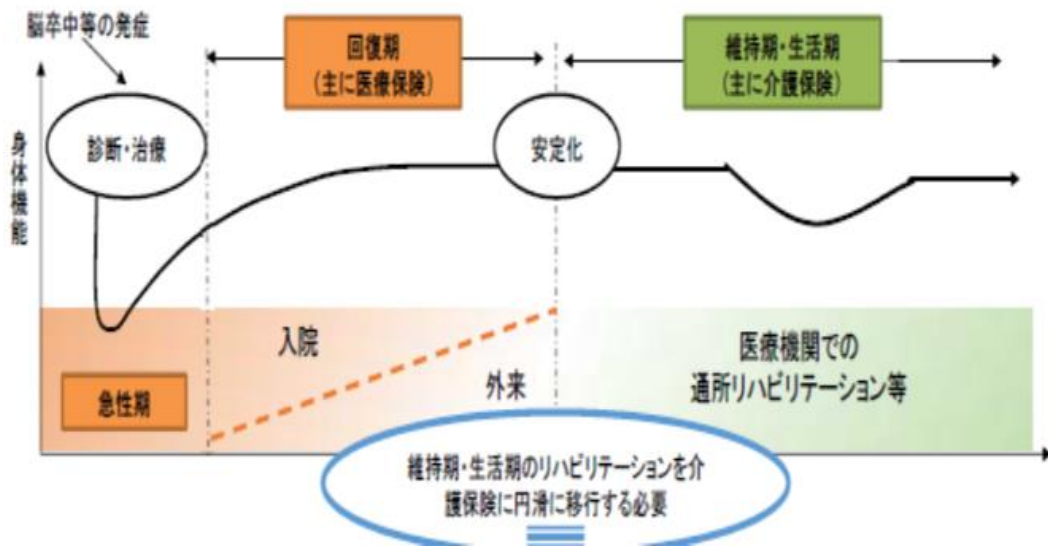 脳卒中等の発症
回復期
(主に医療保険)
維持期・生活期
(主に介護保険)
身体機能
診断・治療
安定化
入院
外来
医療機関での
通所リハビリテーション等
急性期
維持期・生活期のリハビリテーションを介
護保険に円滑に移行する必要